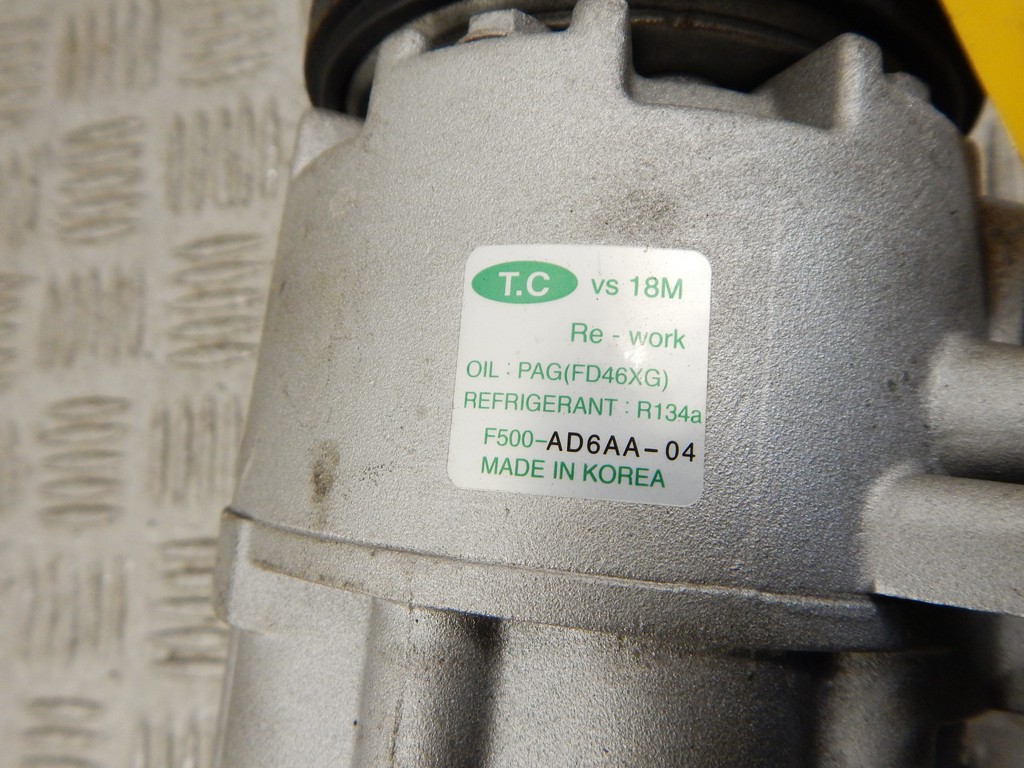 T.C vs 18M
Re - work
OIL : PAG(FD46XG)
REFRIGERANT : R134a
F500-AD6AA-04
MADE IN KOREA